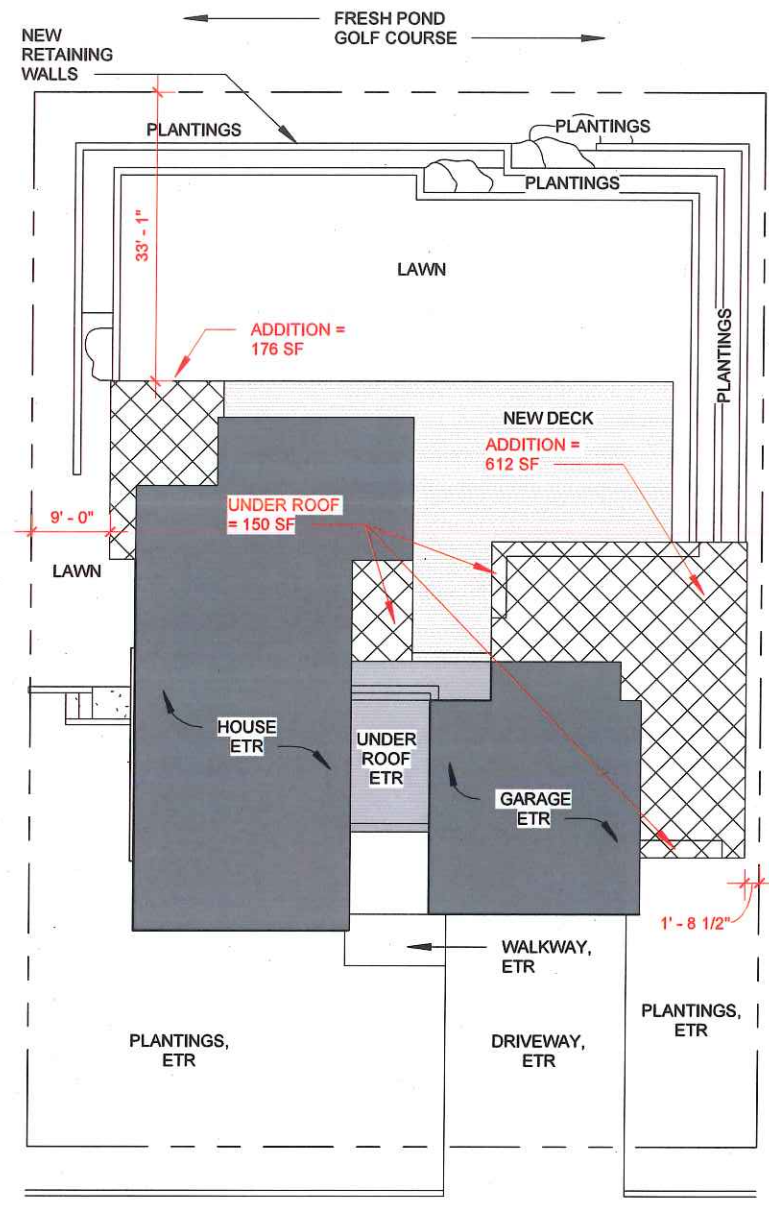 FRESH POND
GOLF COURSE
NEW
RETAINING
WALLS
PLANTINGS
PLANTINGS
PLANTINGS
33' - 1"
LAWN
ADDITION =
176 SF
PLANTINGS
NEW DECK
ADDITION =
612 SF
UNDER ROOF
= 150 SF
9' - 0"
LAWN
HOUSE
ETR
UNDER
ROOF
ETR
GARAGE
ETR
1' - 8 1/2"
WALKWAY,
ETR
PLANTINGS,
ETR
DRIVEWAY,
ETR
PLANTINGS,
ETR